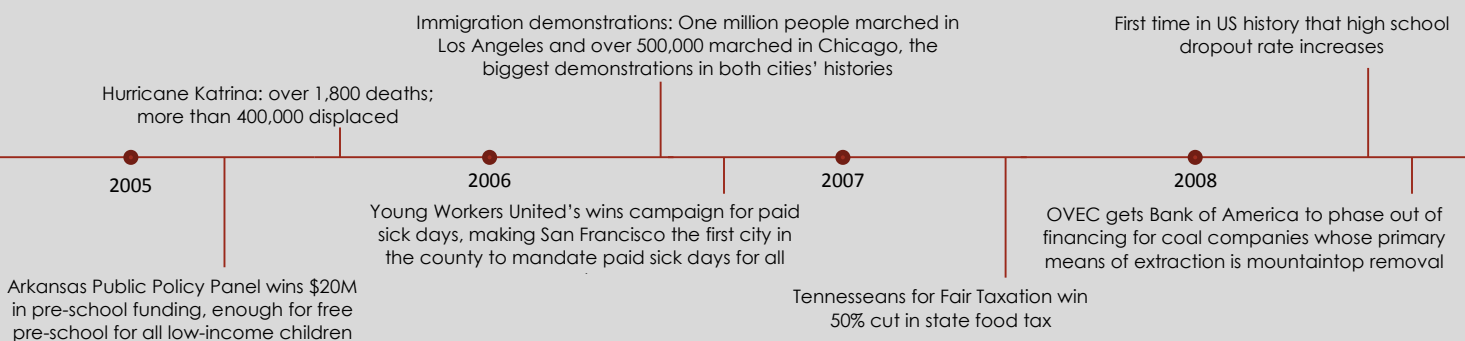 Immigration demonstrations: One million people marched in
Los Angeles and over 500,000 marched in Chicago, the
biggest demonstrations in both cities’ histories
First time in US history that high school
dropout rate increases
Hurricane Katrina: over 1,800 deaths;
more than 400,000 displaced
2005
2006
2007
2008
Young Workers United’s wins campaign for paid
sick days, making San Francisco the first city in
the county to mandate paid sick days for all
OVEC gets Bank of America to phase out of
financing for coal companies whose primary
means of extraction is mountaintop removal
Arkansas Public Policy Panel wins $20M
in pre-school funding, enough for free
pre-school for all low-income children
Tennesseans for Fair Taxation win
50% cut in state food tax